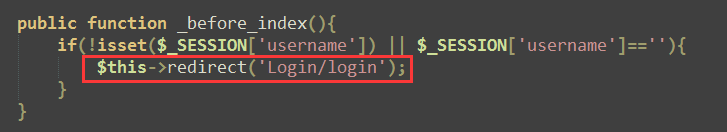 public function _before_index(){
if(!isset($_SESSION['username']) || $_SESSION['username']==''){
$this->redirect('Login/login');
}
}